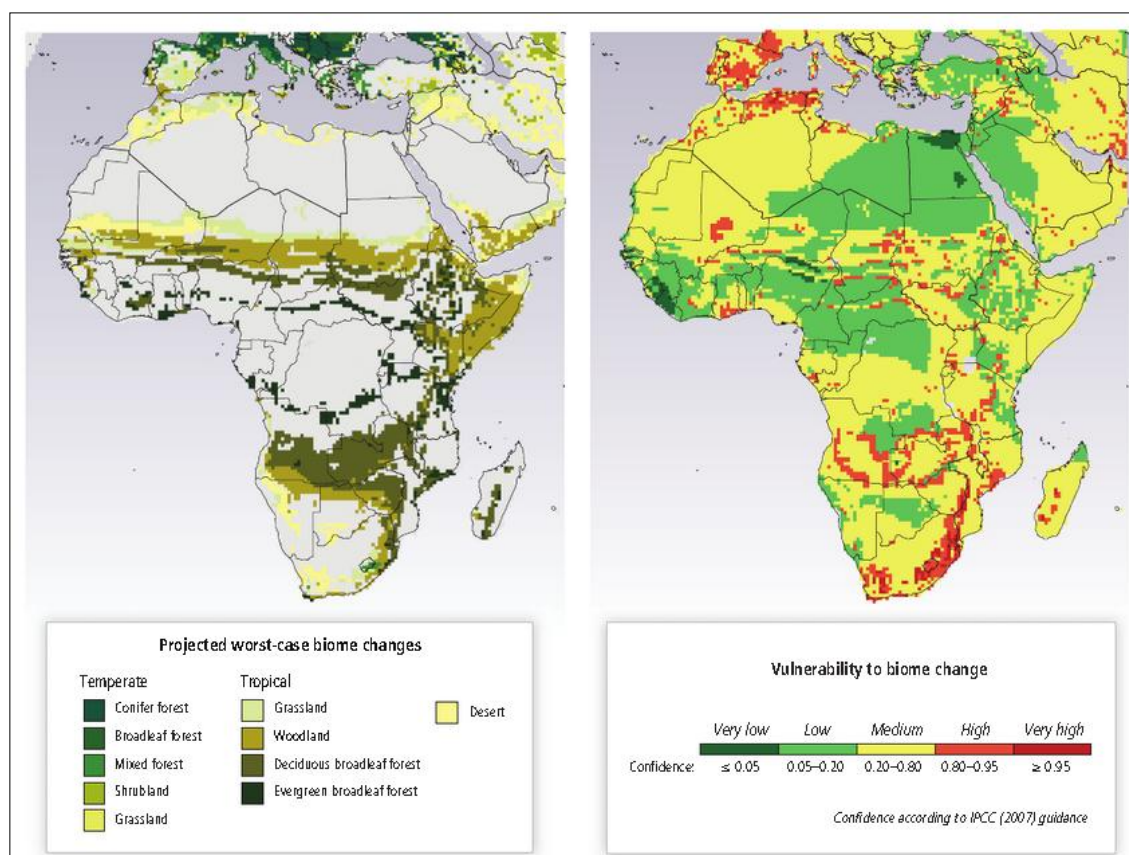 Projected worst-case biome changes
Temperate
Conifer forest
Broadleaf forest
Mixed forest
Shrubland
Grassland
Tropical
Grassland
Woodland
Deciduous broadleaf forest
Evergreen broadleaf forest
Desert
Vulnerability to biome change
Very low Low Medium High Very high
Confidence: ≤ 0.05 0.05–0.20 0.20–0.80 0.80–0.95 ≥ 0.95
Confidence according to IPCC (2007) guidance